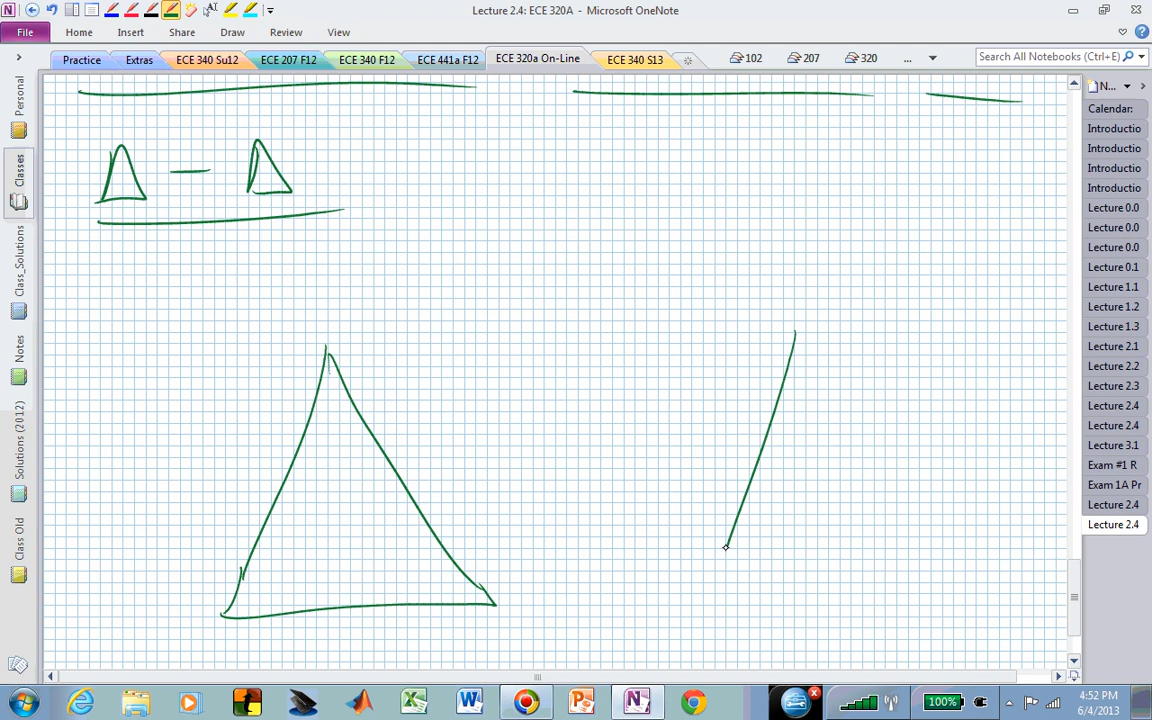 Lecture 2.4: ECE 320A - Microsoft OneNote
File Home Insert Share Draw Review View
Practice Extras ECE 340 Su12 ECE 207 F12 ECE 340 F12 ECE 441a F12 ECE 320a On-Line ECE 340 S13 102 207 320 ... Search All Notebooks (Ctrl+E)
Personal
Classes
Class_Solutions
Notes
Solutions (2012)
Class Old
Δ — Δ
N...
Calendar:
Introductio
Introductio
Introductio
Introductio
Lecture 0.0
Lecture 0.0
Lecture 0.0
Lecture 0.1
Lecture 1.1
Lecture 1.2
Lecture 1.3
Lecture 2.1
Lecture 2.2
Lecture 2.3
Lecture 2.4
Lecture 2.4
Lecture 3.1
Exam #1 R
Exam 1A Pr
Lecture 2.4
Lecture 2.4
100%
4:52 PM
6/4/2013